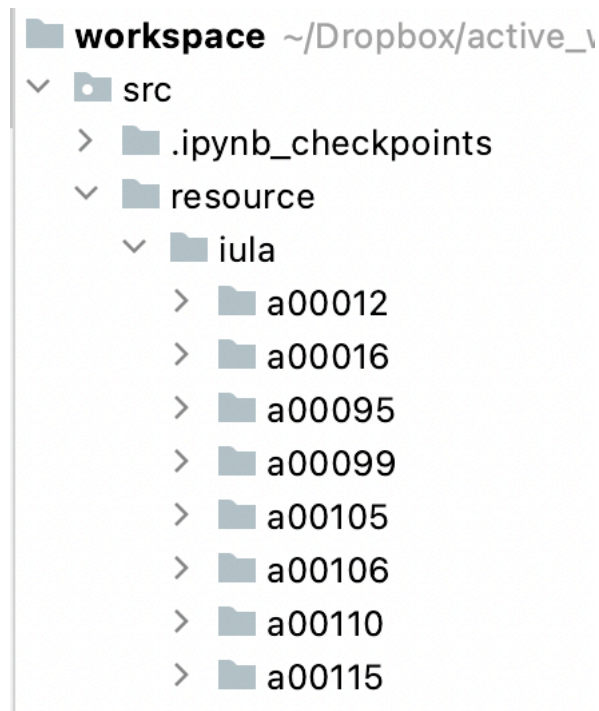 workspace ~/Dropbox/active_
src
.ipynb_checkpoints
resource
iula
a00012
a00016
a00095
a00099
a00105
a00106
a00110
a00115